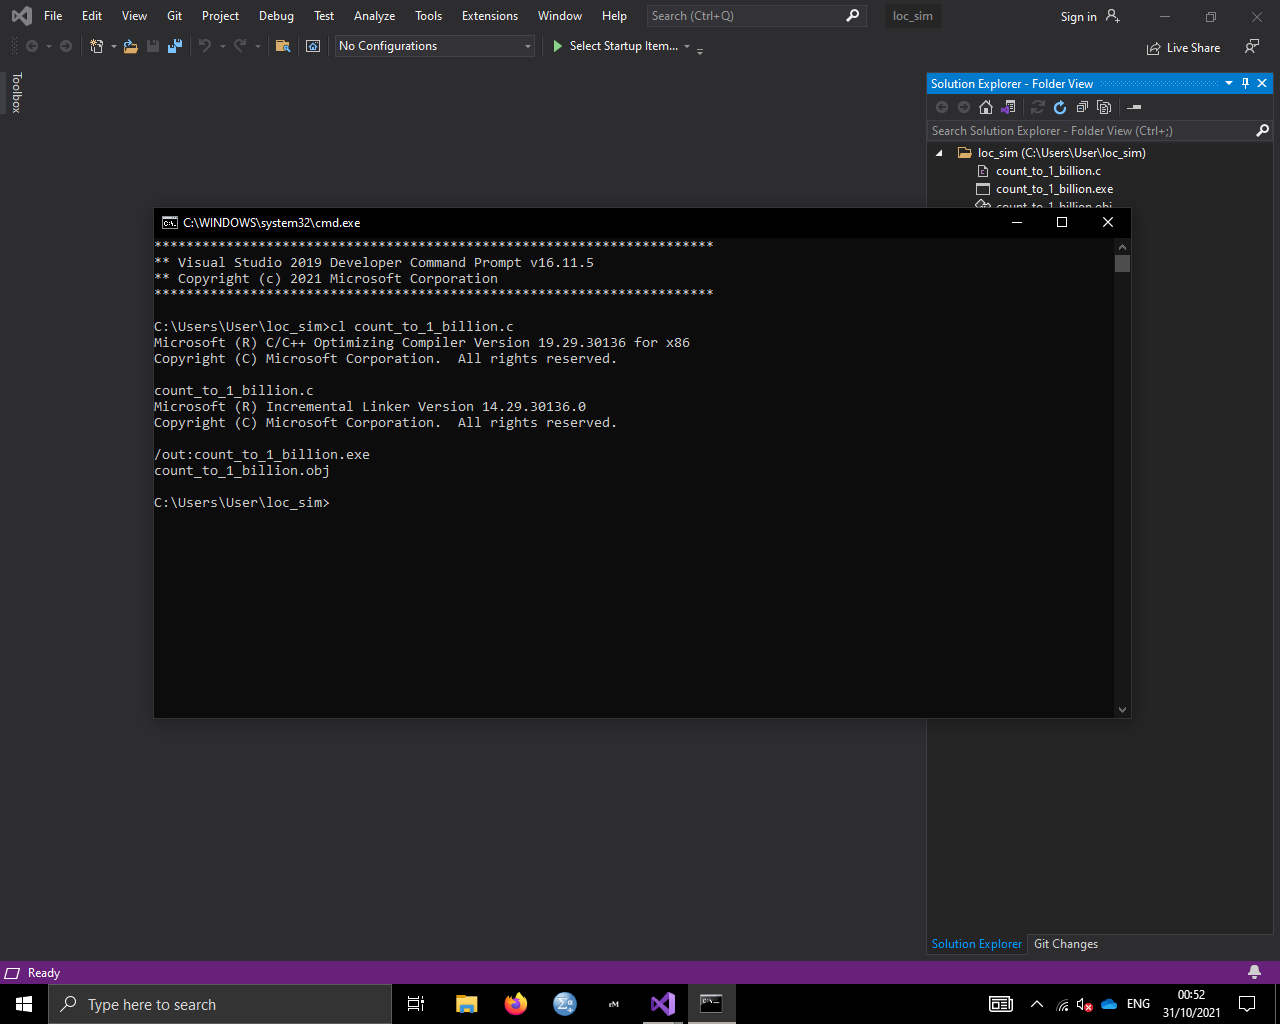 File Edit View Git Project Debug Test Analyze Tools Extensions Window Help Search (Ctrl+Q) loc_sim Sign in
No Configurations Select Startup Item... Live Share
Toolbox
Solution Explorer - Folder View
Search Solution Explorer - Folder View (Ctrl+;)
loc_sim (C:\Users\User\loc_sim)
count_to_1_billion.c
count_to_1_billion.exe
count_to_1_billion.obj
C:\WINDOWS\system32\cmd.exe
**********************************************************************
** Visual Studio 2019 Developer Command Prompt v16.11.5
** Copyright (c) 2021 Microsoft Corporation
**********************************************************************
C:\Users\User\loc_sim>cl count_to_1_billion.c
Microsoft (R) C/C++ Optimizing Compiler Version 19.29.30136 for x86
Copyright (C) Microsoft Corporation.  All rights reserved.
count_to_1_billion.c
Microsoft (R) Incremental Linker Version 14.29.30136.0
Copyright (C) Microsoft Corporation.  All rights reserved.
/out:count_to_1_billion.exe
count_to_1_billion.obj
C:\Users\User\loc_sim>
Solution Explorer Git Changes
Ready
Type here to search rM ENG 00:52
31/10/2021